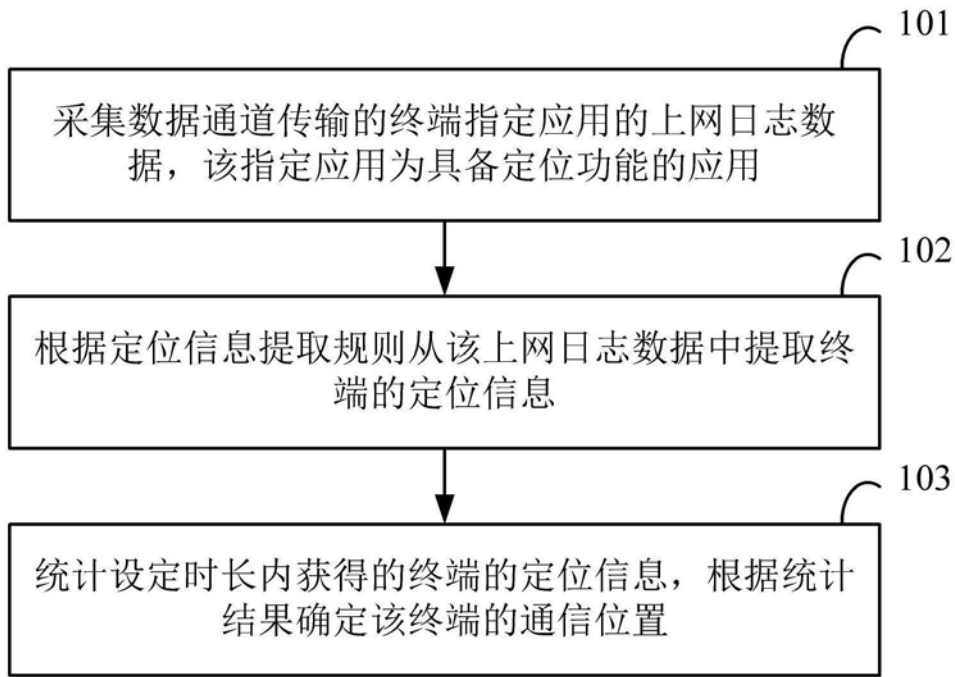 101
采集数据通道传输的终端指定应用的上网日志数
据，该指定应用为具备定位功能的应用
102
根据定位信息提取规则从该上网日志数据中提取终
端的定位信息
103
统计设定时长内获得的终端的定位信息，根据统计
结果确定该终端的通信位置